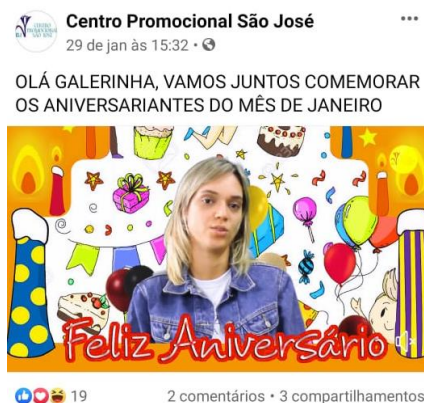 Centro Promocional São José
29 de jan às 15:32
OLÁ GALERINHA, VAMOS JUNTOS COMEMORAR
OS ANIVERSARIANTES DO MÊS DE JANEIRO
Feliz Aniversário
19
2 comentários • 3 compartilhamentos